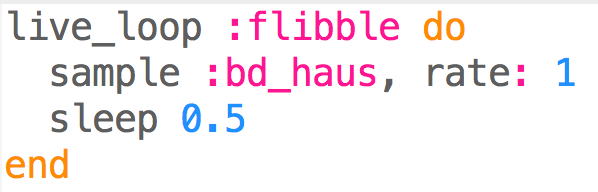 live_loop :flibble do
  sample :bd_haus, rate: 1
  sleep 0.5
end